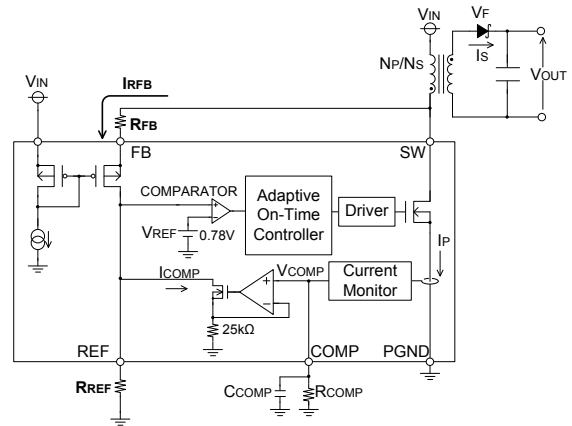 VIN
VF
IS
NP/NS
VOUT
VIN
IRFB
RFB
FB
SW
COMPARATOR
Adaptive
On-Time
Controller
Driver
VREF
0.78V
IP
ICOMP
VCOMP
Current
Monitor
25kΩ
REF
COMP
PGND
RREF
CCOMP
RCOMP